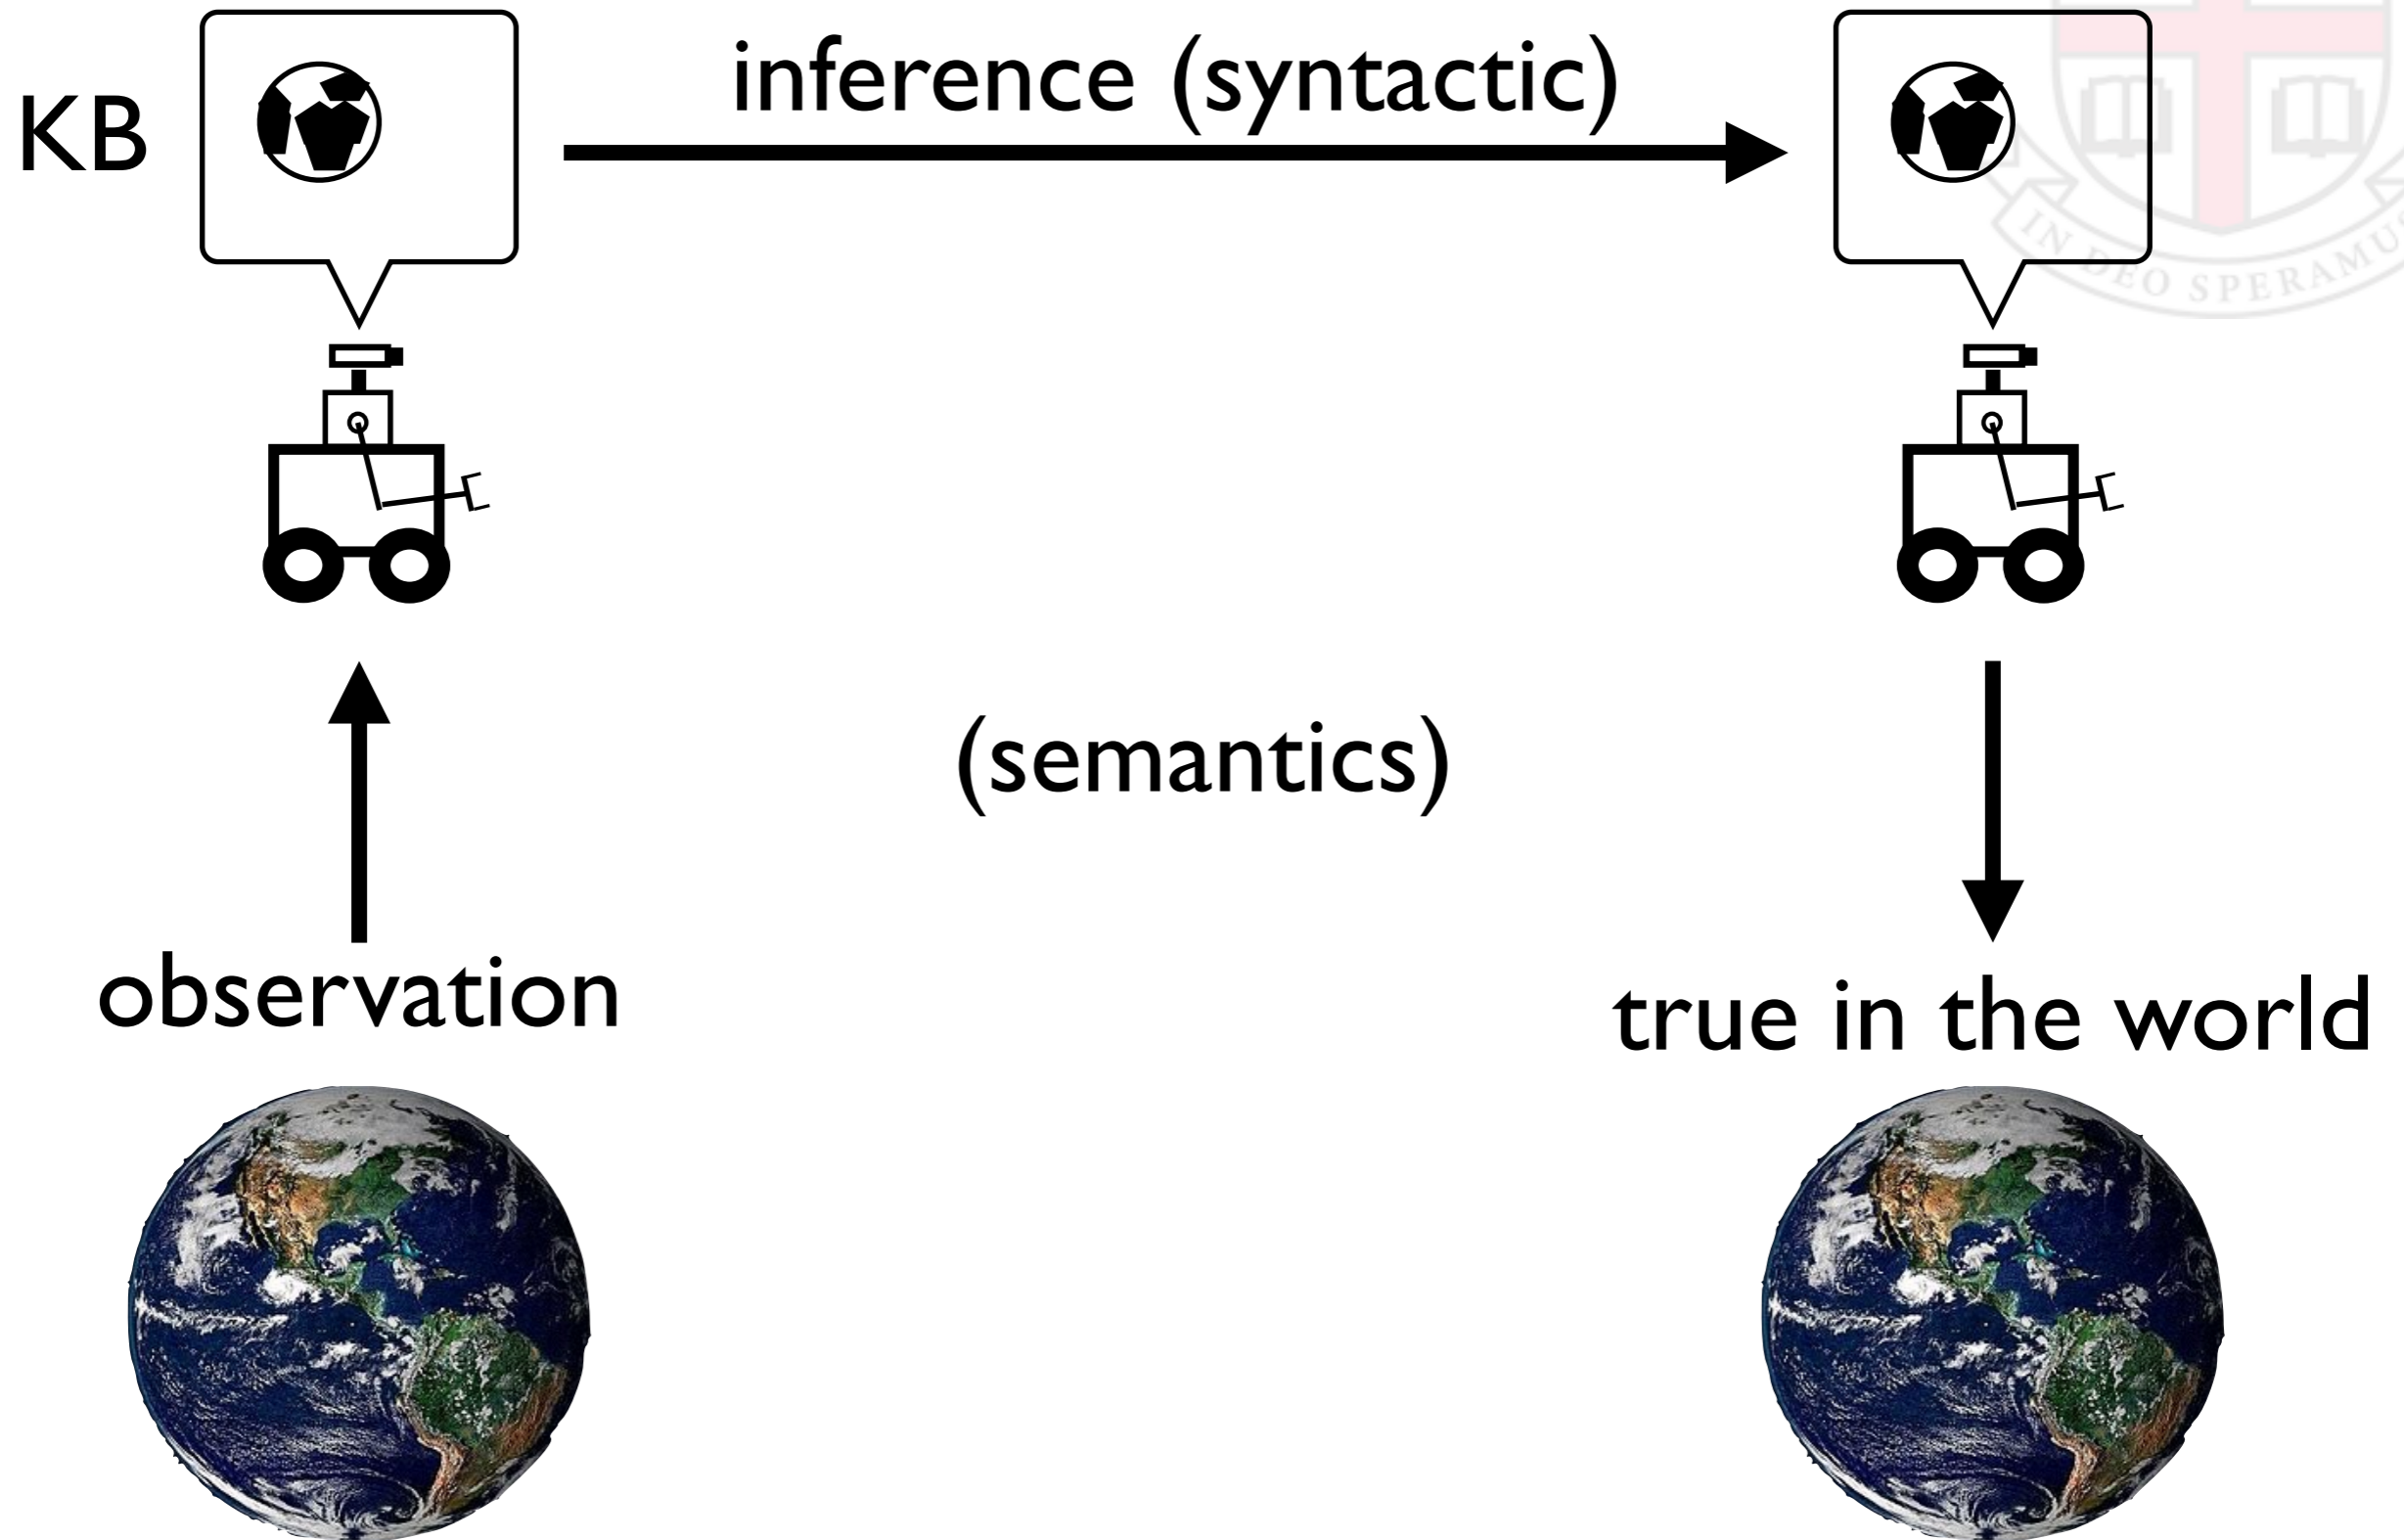 KB
inference (syntactic)
IN DEO SPERAMUS
(semantics)
observation
true in the world